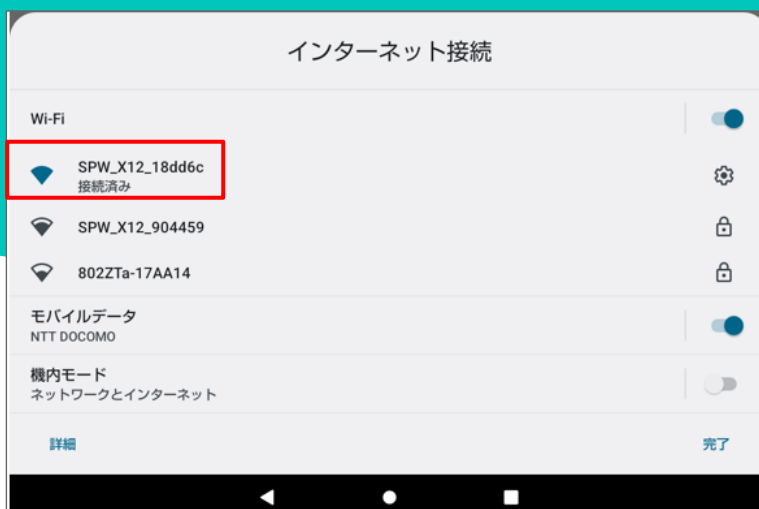 インターネット接続
Wi-Fi
SPW_X12_18dd6c
接続済み
SPW_X12_904459
802ZTa-17AA14
モバイルデータ
NTT DOCOMO
機内モード
ネットワークとインターネット
詳細
完了